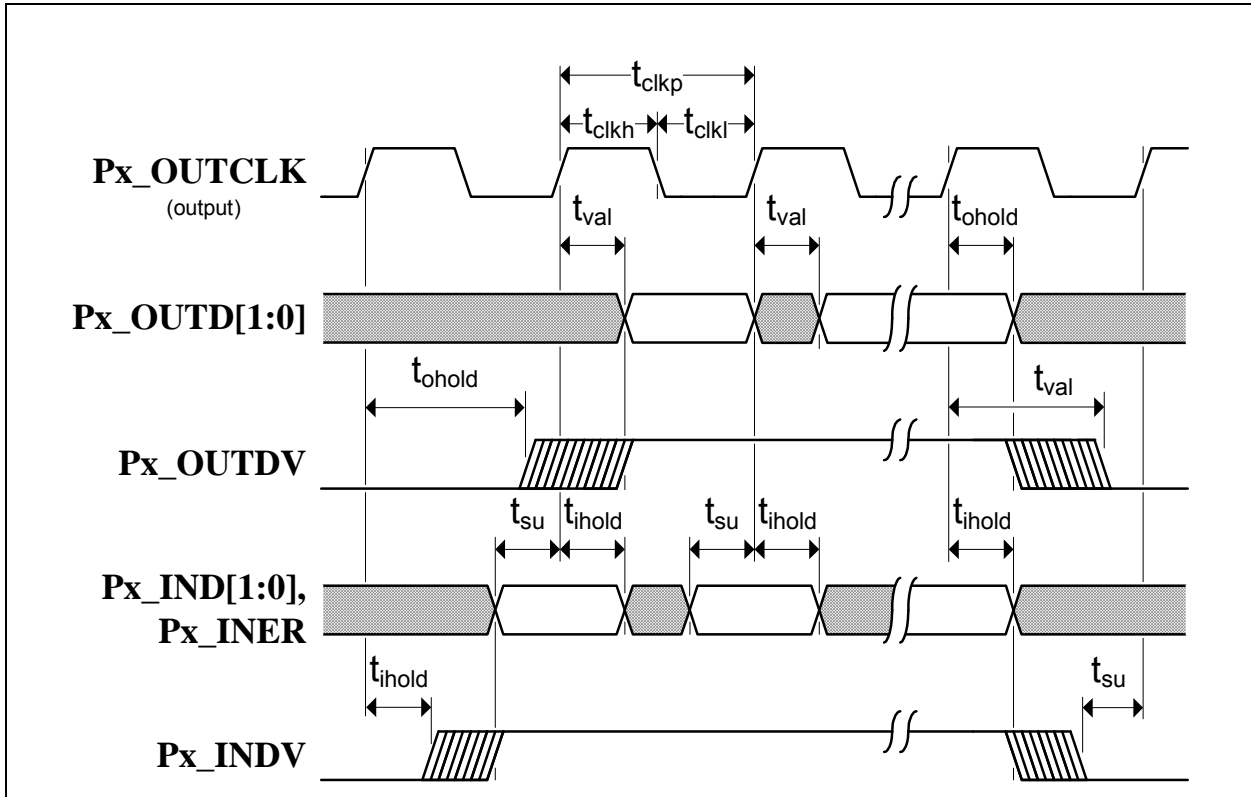 tclkp
tclkh tclkl
Px_OUTCLK
(output)
tval tval tohold
Px_OUTD[1:0]
tohold tval
Px_OUTDV
tsu tihold tsu tihold tihold
Px_IND[1:0],
Px_INER
tihold tsu
Px_INDV